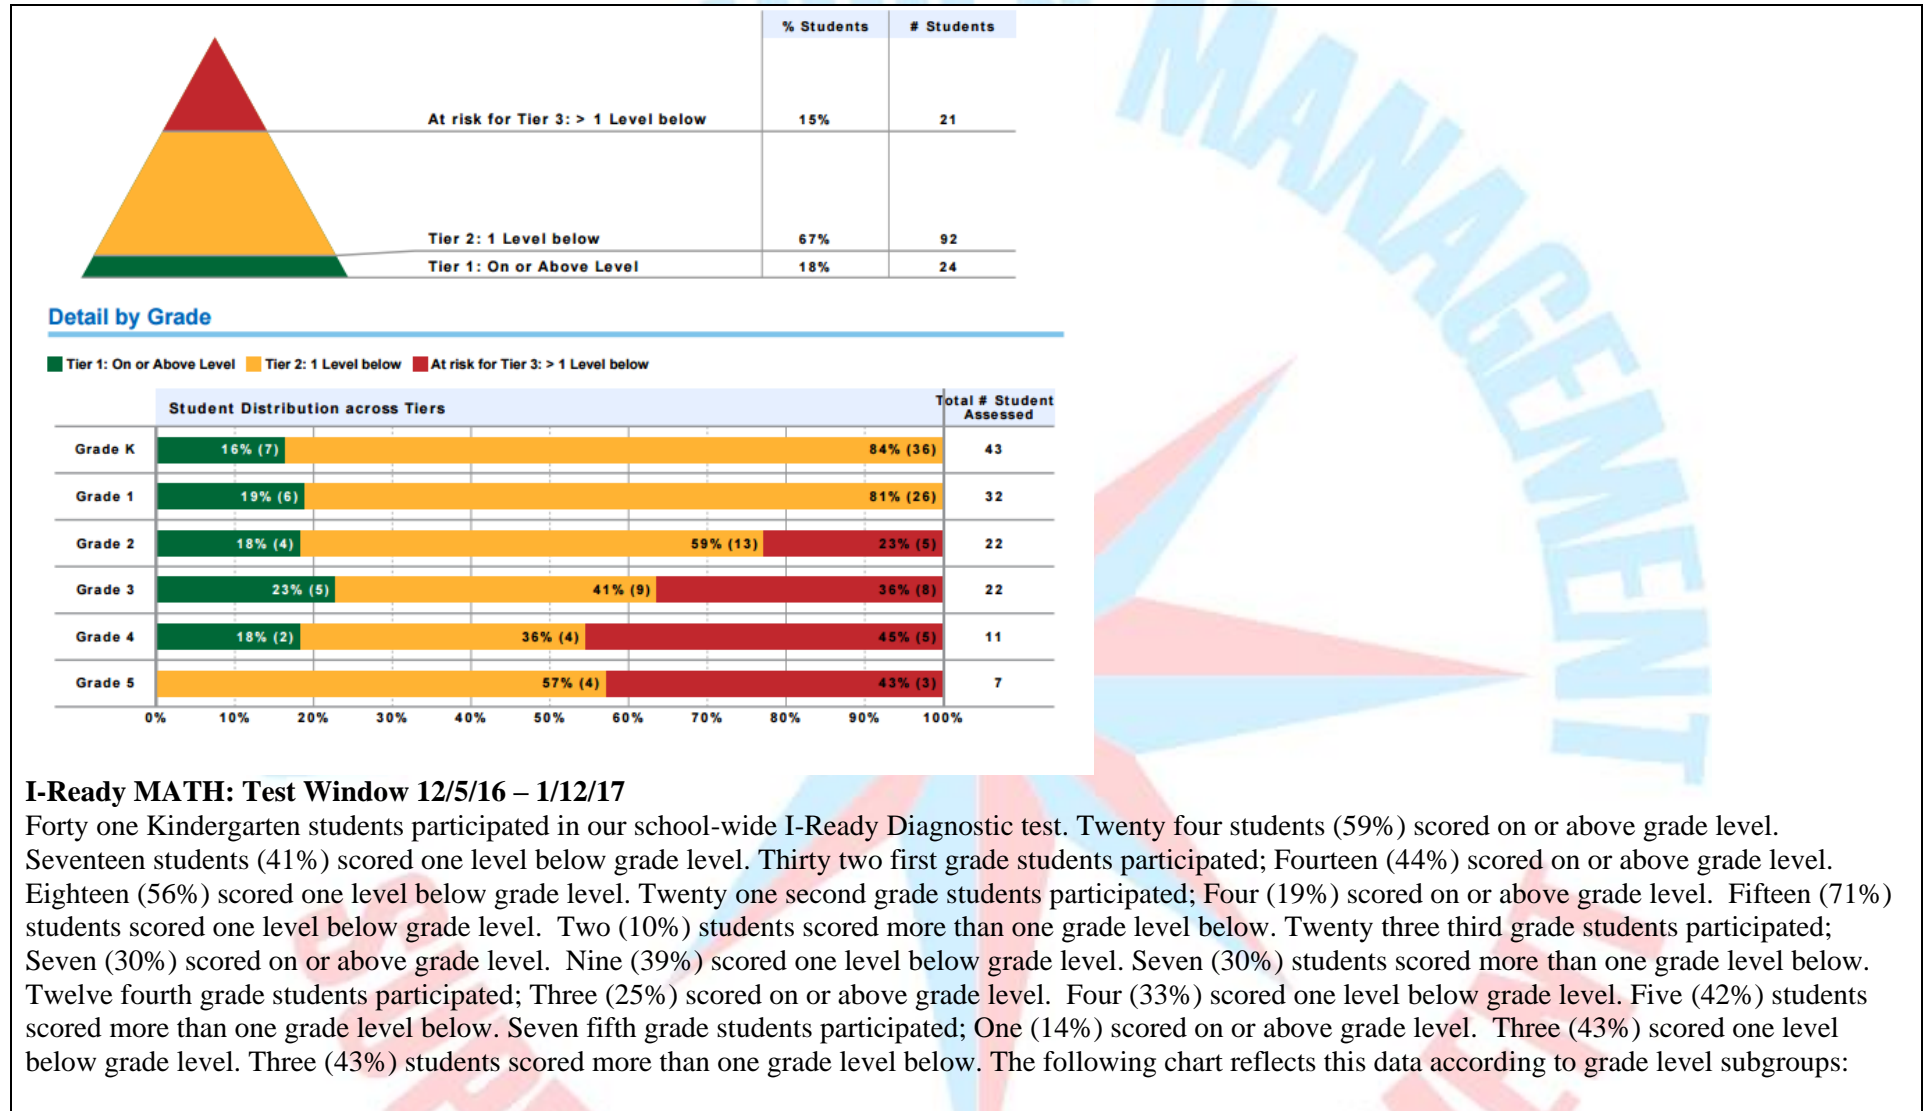 % Students # Students
At risk for Tier 3: > 1 Level below 15% 21
Tier 2: 1 Level below 67% 92
Tier 1: On or Above Level 18% 24
Detail by Grade
Tier 1: On or Above Level Tier 2: 1 Level below At risk for Tier 3: > 1 Level below
Student Distribution across Tiers Total # Student Assessed
Grade K 16% (7) 84% (36) 43
Grade 1 19% (6) 81% (26) 32
Grade 2 18% (4) 59% (13) 23% (5) 22
Grade 3 23% (5) 41% (9) 36% (8) 22
Grade 4 18% (2) 36% (4) 45% (5) 11
Grade 5 57% (4) 43% (3) 7
0% 10% 20% 30% 40% 50% 60% 70% 80% 90% 100%
I-Ready MATH: Test Window 12/5/16 – 1/12/17
Forty one Kindergarten students participated in our school-wide I-Ready Diagnostic test. Twenty four students (59%) scored on or above grade level.
Seventeen students (41%) scored one level below grade level. Thirty two first grade students participated; Fourteen (44%) scored on or above grade level.
Eighteen (56%) scored one level below grade level. Twenty one second grade students participated; Four (19%) scored on or above grade level. Fifteen (71%)
students scored one level below grade level. Two (10%) students scored more than one grade level below. Twenty three third grade students participated;
Seven (30%) scored on or above grade level. Nine (39%) scored one level below grade level. Seven (30%) students scored more than one grade level below.
Twelve fourth grade students participated; Three (25%) scored on or above grade level. Four (33%) scored one level below grade level. Five (42%) students
scored more than one grade level below. Seven fifth grade students participated; One (14%) scored on or above grade level. Three (43%) scored one level
below grade level. Three (43%) students scored more than one grade level below. The following chart reflects this data according to grade level subgroups:
MANAGEMENT